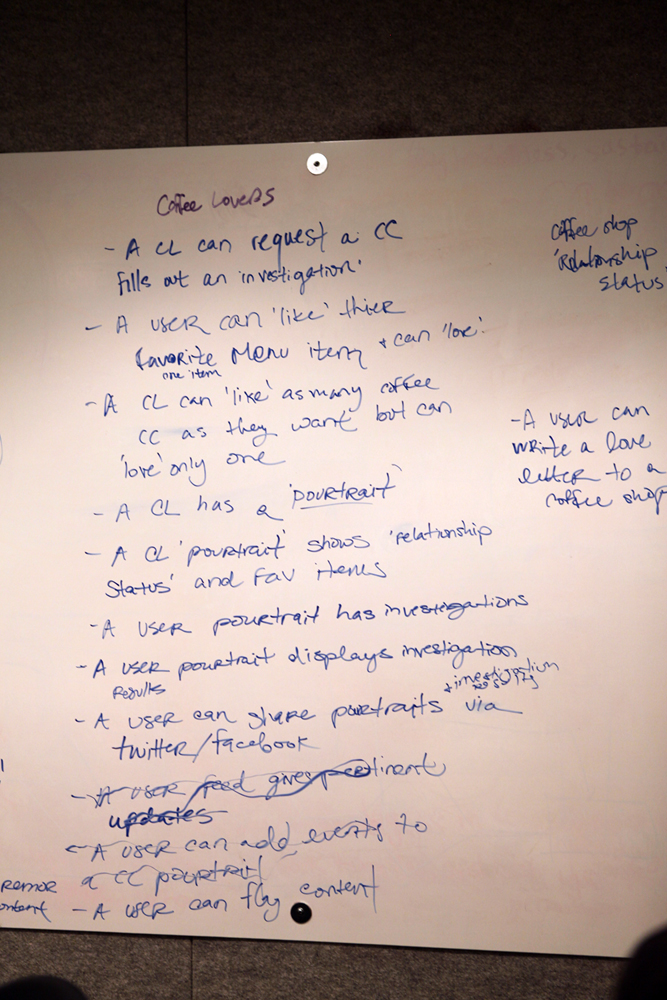 Coffee Lovers
- A CL can request a CC
fills out an investigation'
- A user can 'like' thier
favorite Menu item + can 'love'.
one item
- A CL can 'like' as many coffee
CC as they want but can
'love' only one
- A CL has a 'pourtrait'
- A CL 'pourtrait' shows 'relationship
Status' and fav items
- A user pourtrait has investigations
- A user pourtrait displays investigation
Results
+ investigation
results
- A user can share pourtraits via
twitter/facebook
- A user feed gives pertinent
updates
- A user can add events to
a CC pourtrait
- A user can flag content
coffee shop
'Relationship
status'
- A user can
write a love
letter to a
coffee shop